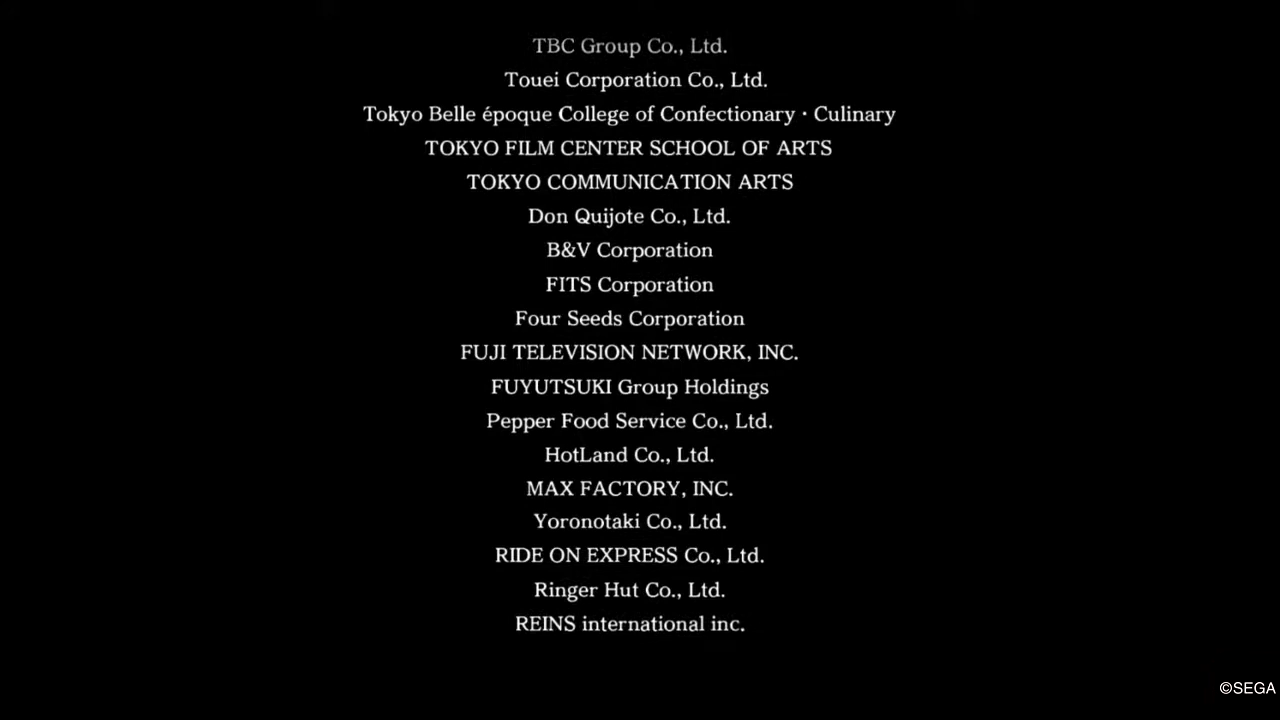 TBC Group Co., Ltd.
Touei Corporation Co., Ltd.
Tokyo Belle époque College of Confectionary・Culinary
TOKYO FILM CENTER SCHOOL OF ARTS
TOKYO COMMUNICATION ARTS
Don Quijote Co., Ltd.
B&V Corporation
FITS Corporation
Four Seeds Corporation
FUJI TELEVISION NETWORK, INC.
FUYUTSUKI Group Holdings
Pepper Food Service Co., Ltd.
HotLand Co., Ltd.
MAX FACTORY, INC.
Yoronotaki Co., Ltd.
RIDE ON EXPRESS Co., Ltd.
Ringer Hut Co., Ltd.
REINS international inc.
©SEGA